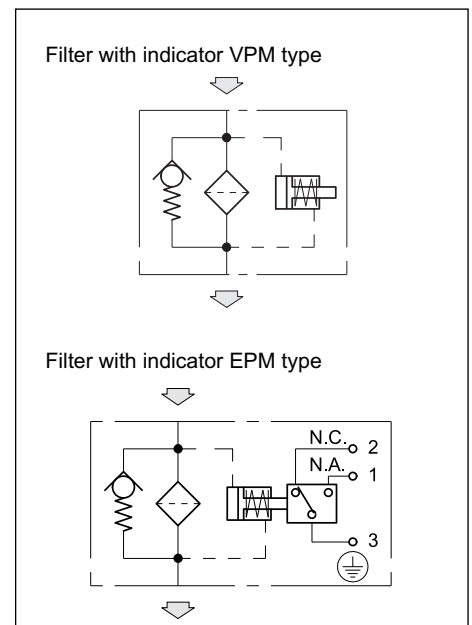 Filter with indicator VPM type
Filter with indicator EPM type
N.C. 2
N.A. 1
3